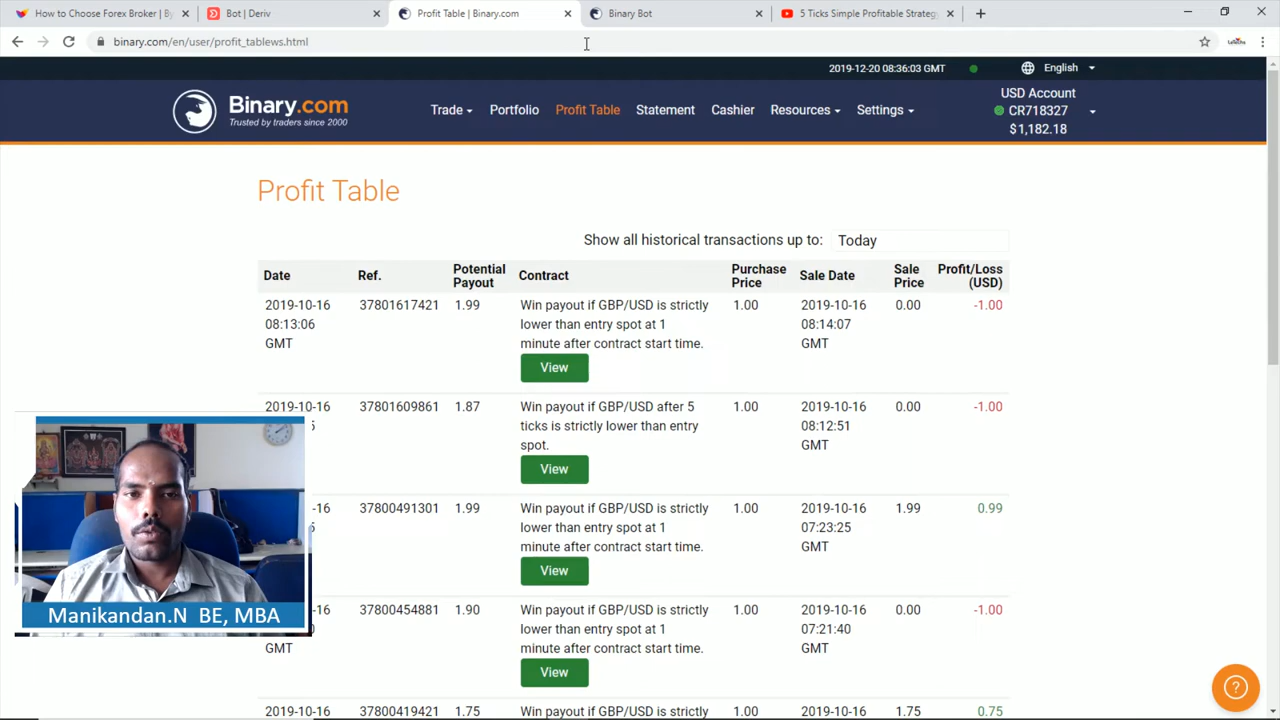 How to Choose Forex Broker | By
Bot | Deriv
Profit Table | Binary.com
Binary Bot
5 Ticks Simple Profitable Strategy
binary.com/en/user/profit_tablews.html
2019-12-20 08:36:03 GMT
English
Binary.com
Trusted by traders since 2000
Trade
Portfolio
Profit Table
Statement
Cashier
Resources
Settings
USD Account
CR718327
$1,182.18
Profit Table
Show all historical transactions up to: Today
Date
Ref.
Potential
Payout
Contract
Purchase
Price
Sale Date
Sale
Price
Profit/Loss
(USD)
2019-10-16
08:13:06
GMT
37801617421
1.99
Win payout if GBP/USD is strictly
lower than entry spot at 1
minute after contract start time.
View
1.00
2019-10-16
08:14:07
GMT
0.00
-1.00
2019-10-16
5
37801609861
1.87
Win payout if GBP/USD after 5
ticks is strictly lower than entry
spot.
View
1.00
2019-10-16
08:12:51
GMT
0.00
-1.00
-16
5
37800491301
1.99
Win payout if GBP/USD is strictly
lower than entry spot at 1
minute after contract start time.
View
1.00
2019-10-16
07:23:25
GMT
1.99
0.99
-16
GMT
37800454881
1.90
Win payout if GBP/USD is strictly
lower than entry spot at 1
minute after contract start time.
View
1.00
2019-10-16
07:21:40
GMT
0.00
-1.00
2019-10-16
37800419421
1.75
Win payout if GBP/USD is strictly
1.00
2019-10-16
1.75
0.75
Manikandan.N BE, MBA
?